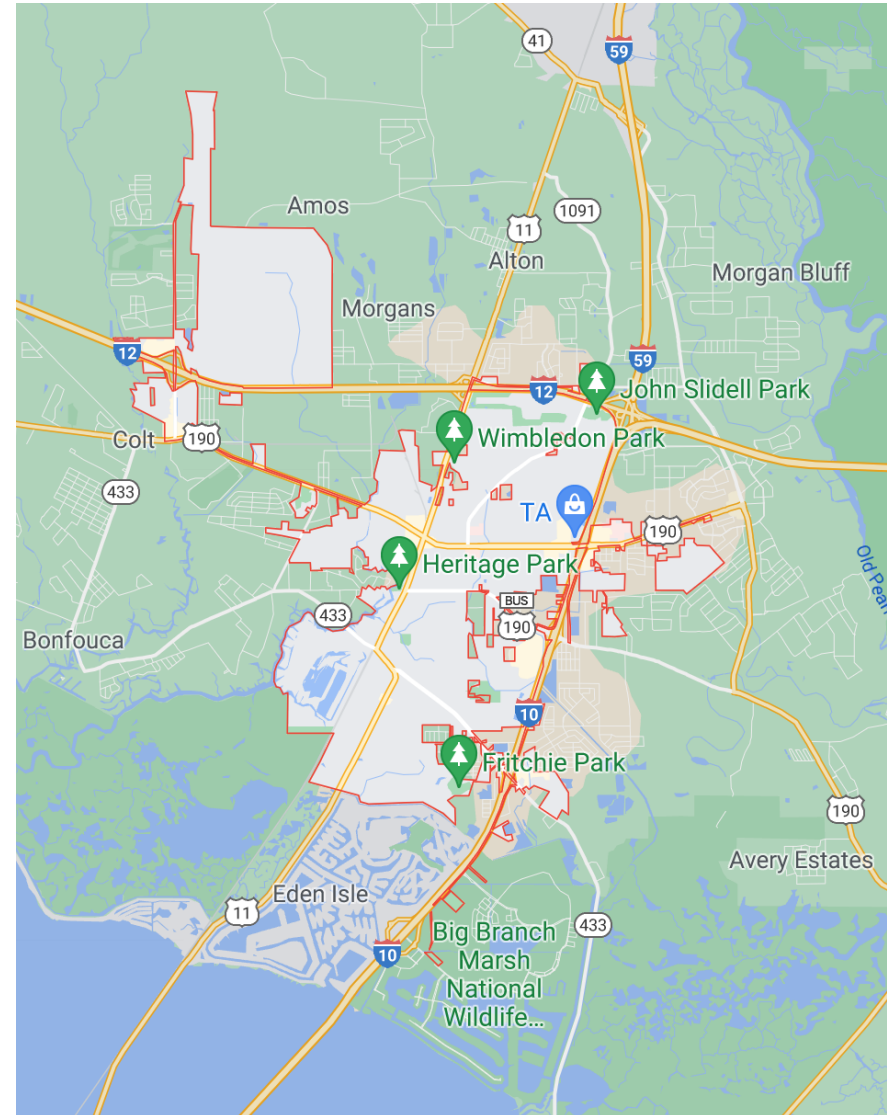 41
59
Amos
1091
11
Alton
Morgan Bluff
Morgans
12
59
12
John Slidell Park
Wimbledon Park
Colt
190
433
TA
190
Heritage Park
Old Pearl
BUS
190
433
Bonfouca
10
Fritchie Park
190
Avery Estates
Eden Isle
11
433
10
Big Branch
Marsh
National
Wildlife...